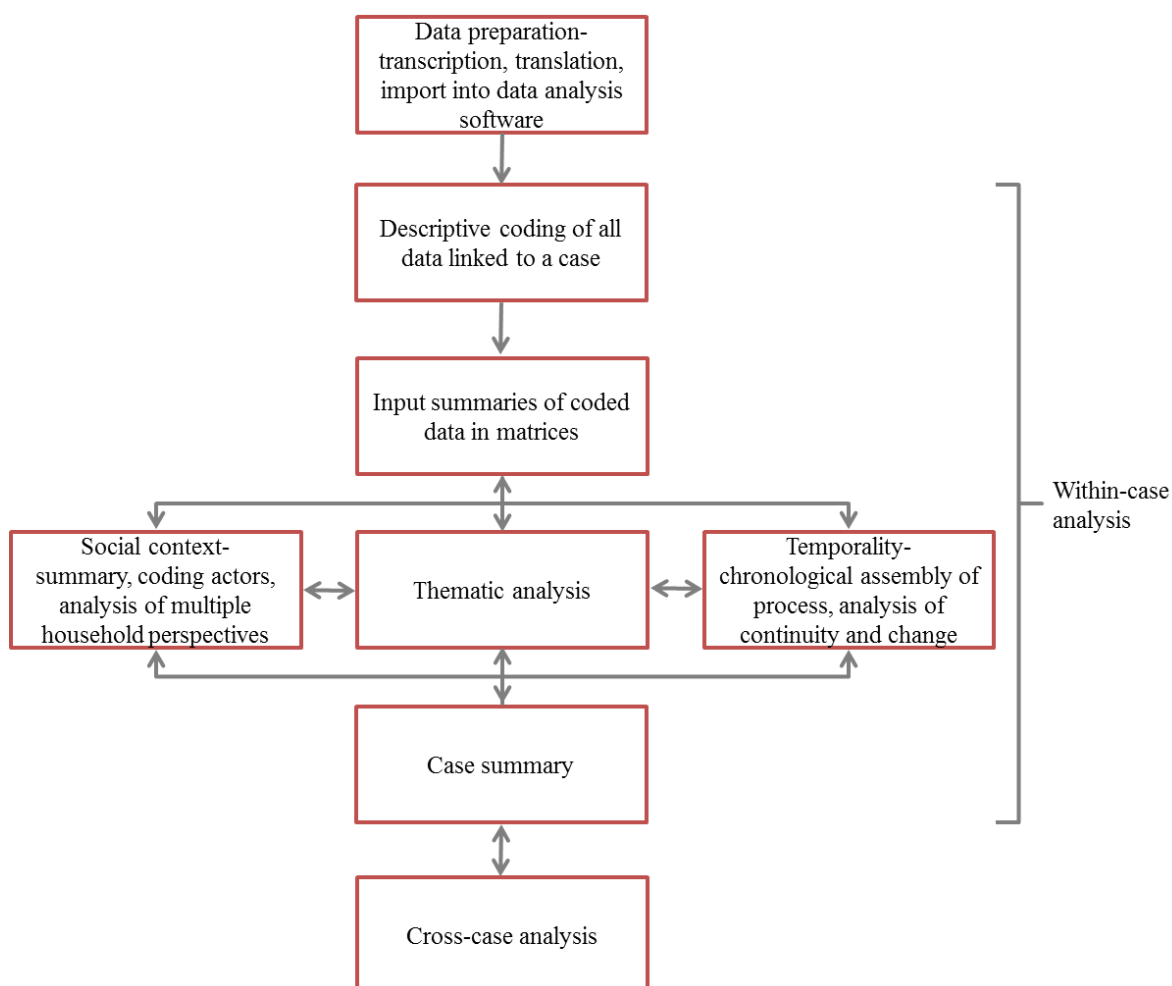 Data preparation-
transcription, translation,
import into data analysis
software
Descriptive coding of all
data linked to a case
Input summaries of coded
data in matrices
Within-case
analysis
Social context-
summary, coding actors,
analysis of multiple
household perspectives
Thematic analysis
Temporality-
chronological assembly of
process, analysis of
continuity and change
Case summary
Cross-case analysis